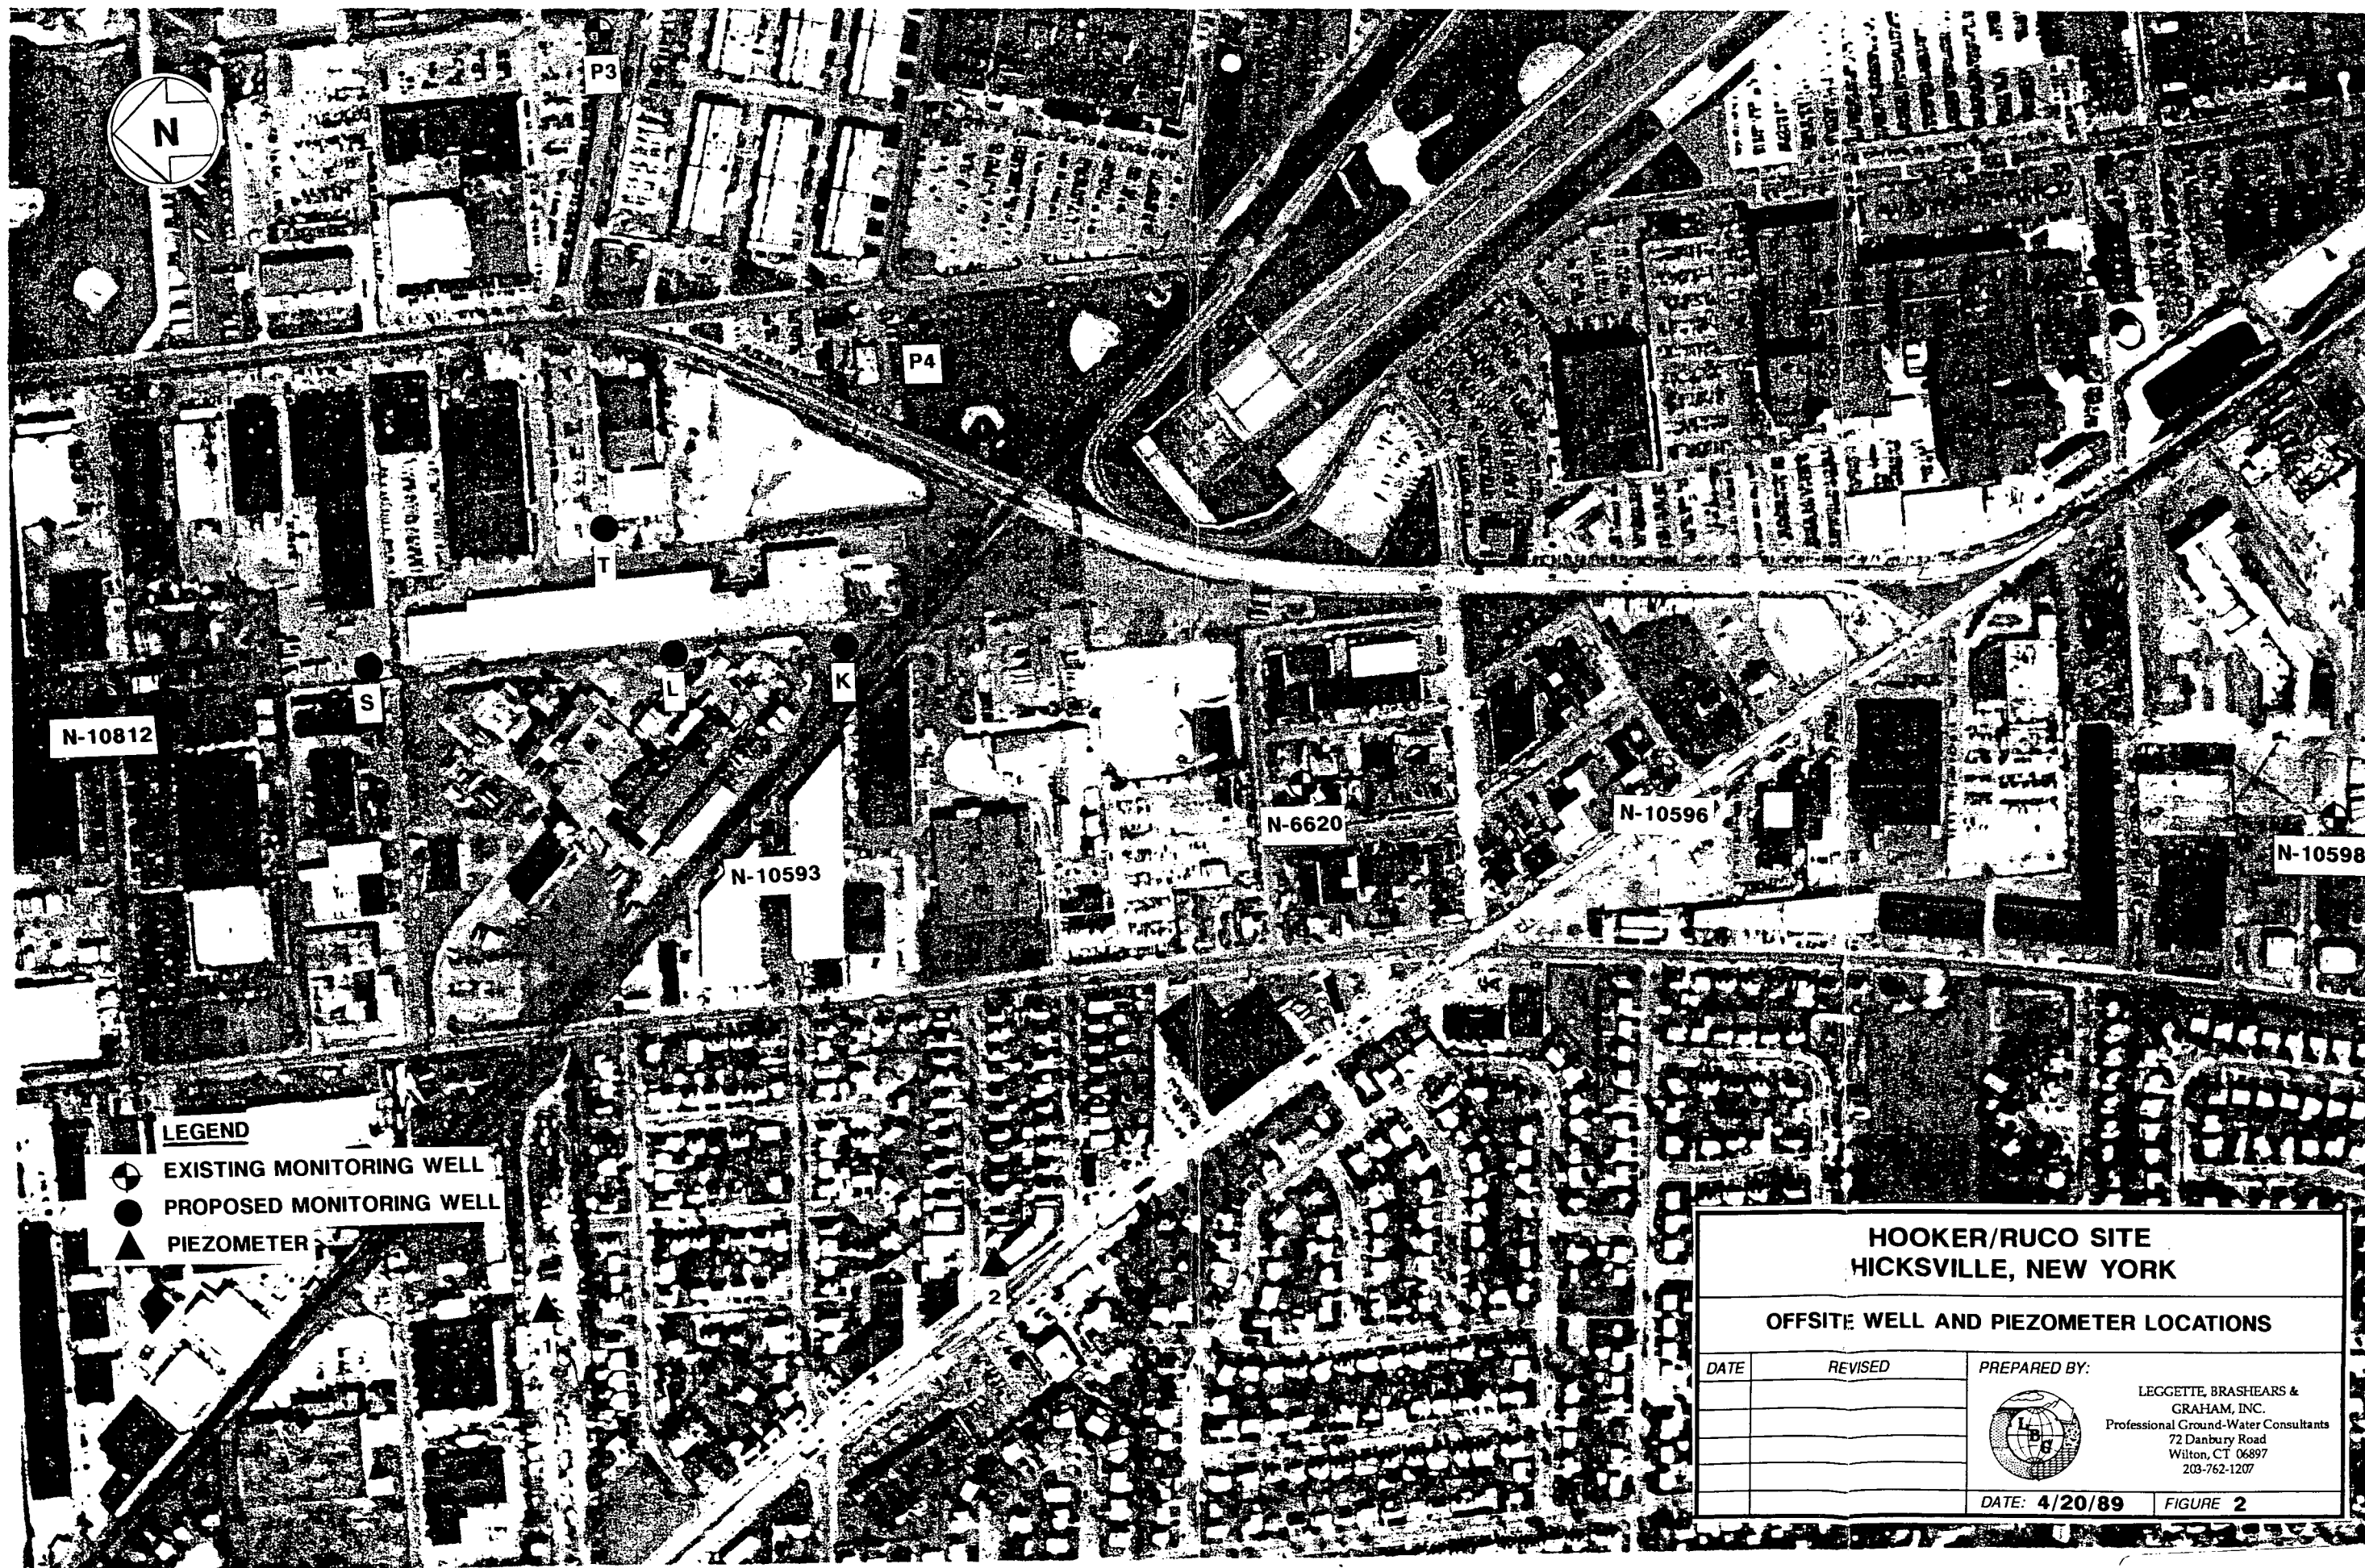 P3
N
P4
T
S
L
K
N-10812
N-6620
N-10596
N-10593
N-10598
LEGEND
EXISTING MONITORING WELL
PROPOSED MONITORING WELL
PIEZOMETER
2
1
HOOKER/RUCO SITE
HICKSVILLE, NEW YORK
OFFSITE WELL AND PIEZOMETER LOCATIONS
DATE
REVISED
PREPARED BY:
L
B
G
LEGGETTE, BRASHEARS &
GRAHAM, INC.
Professional Ground-Water Consultants
72 Danbury Road
Wilton, CT 06897
203-762-1207
DATE: 4/20/89
FIGURE 2